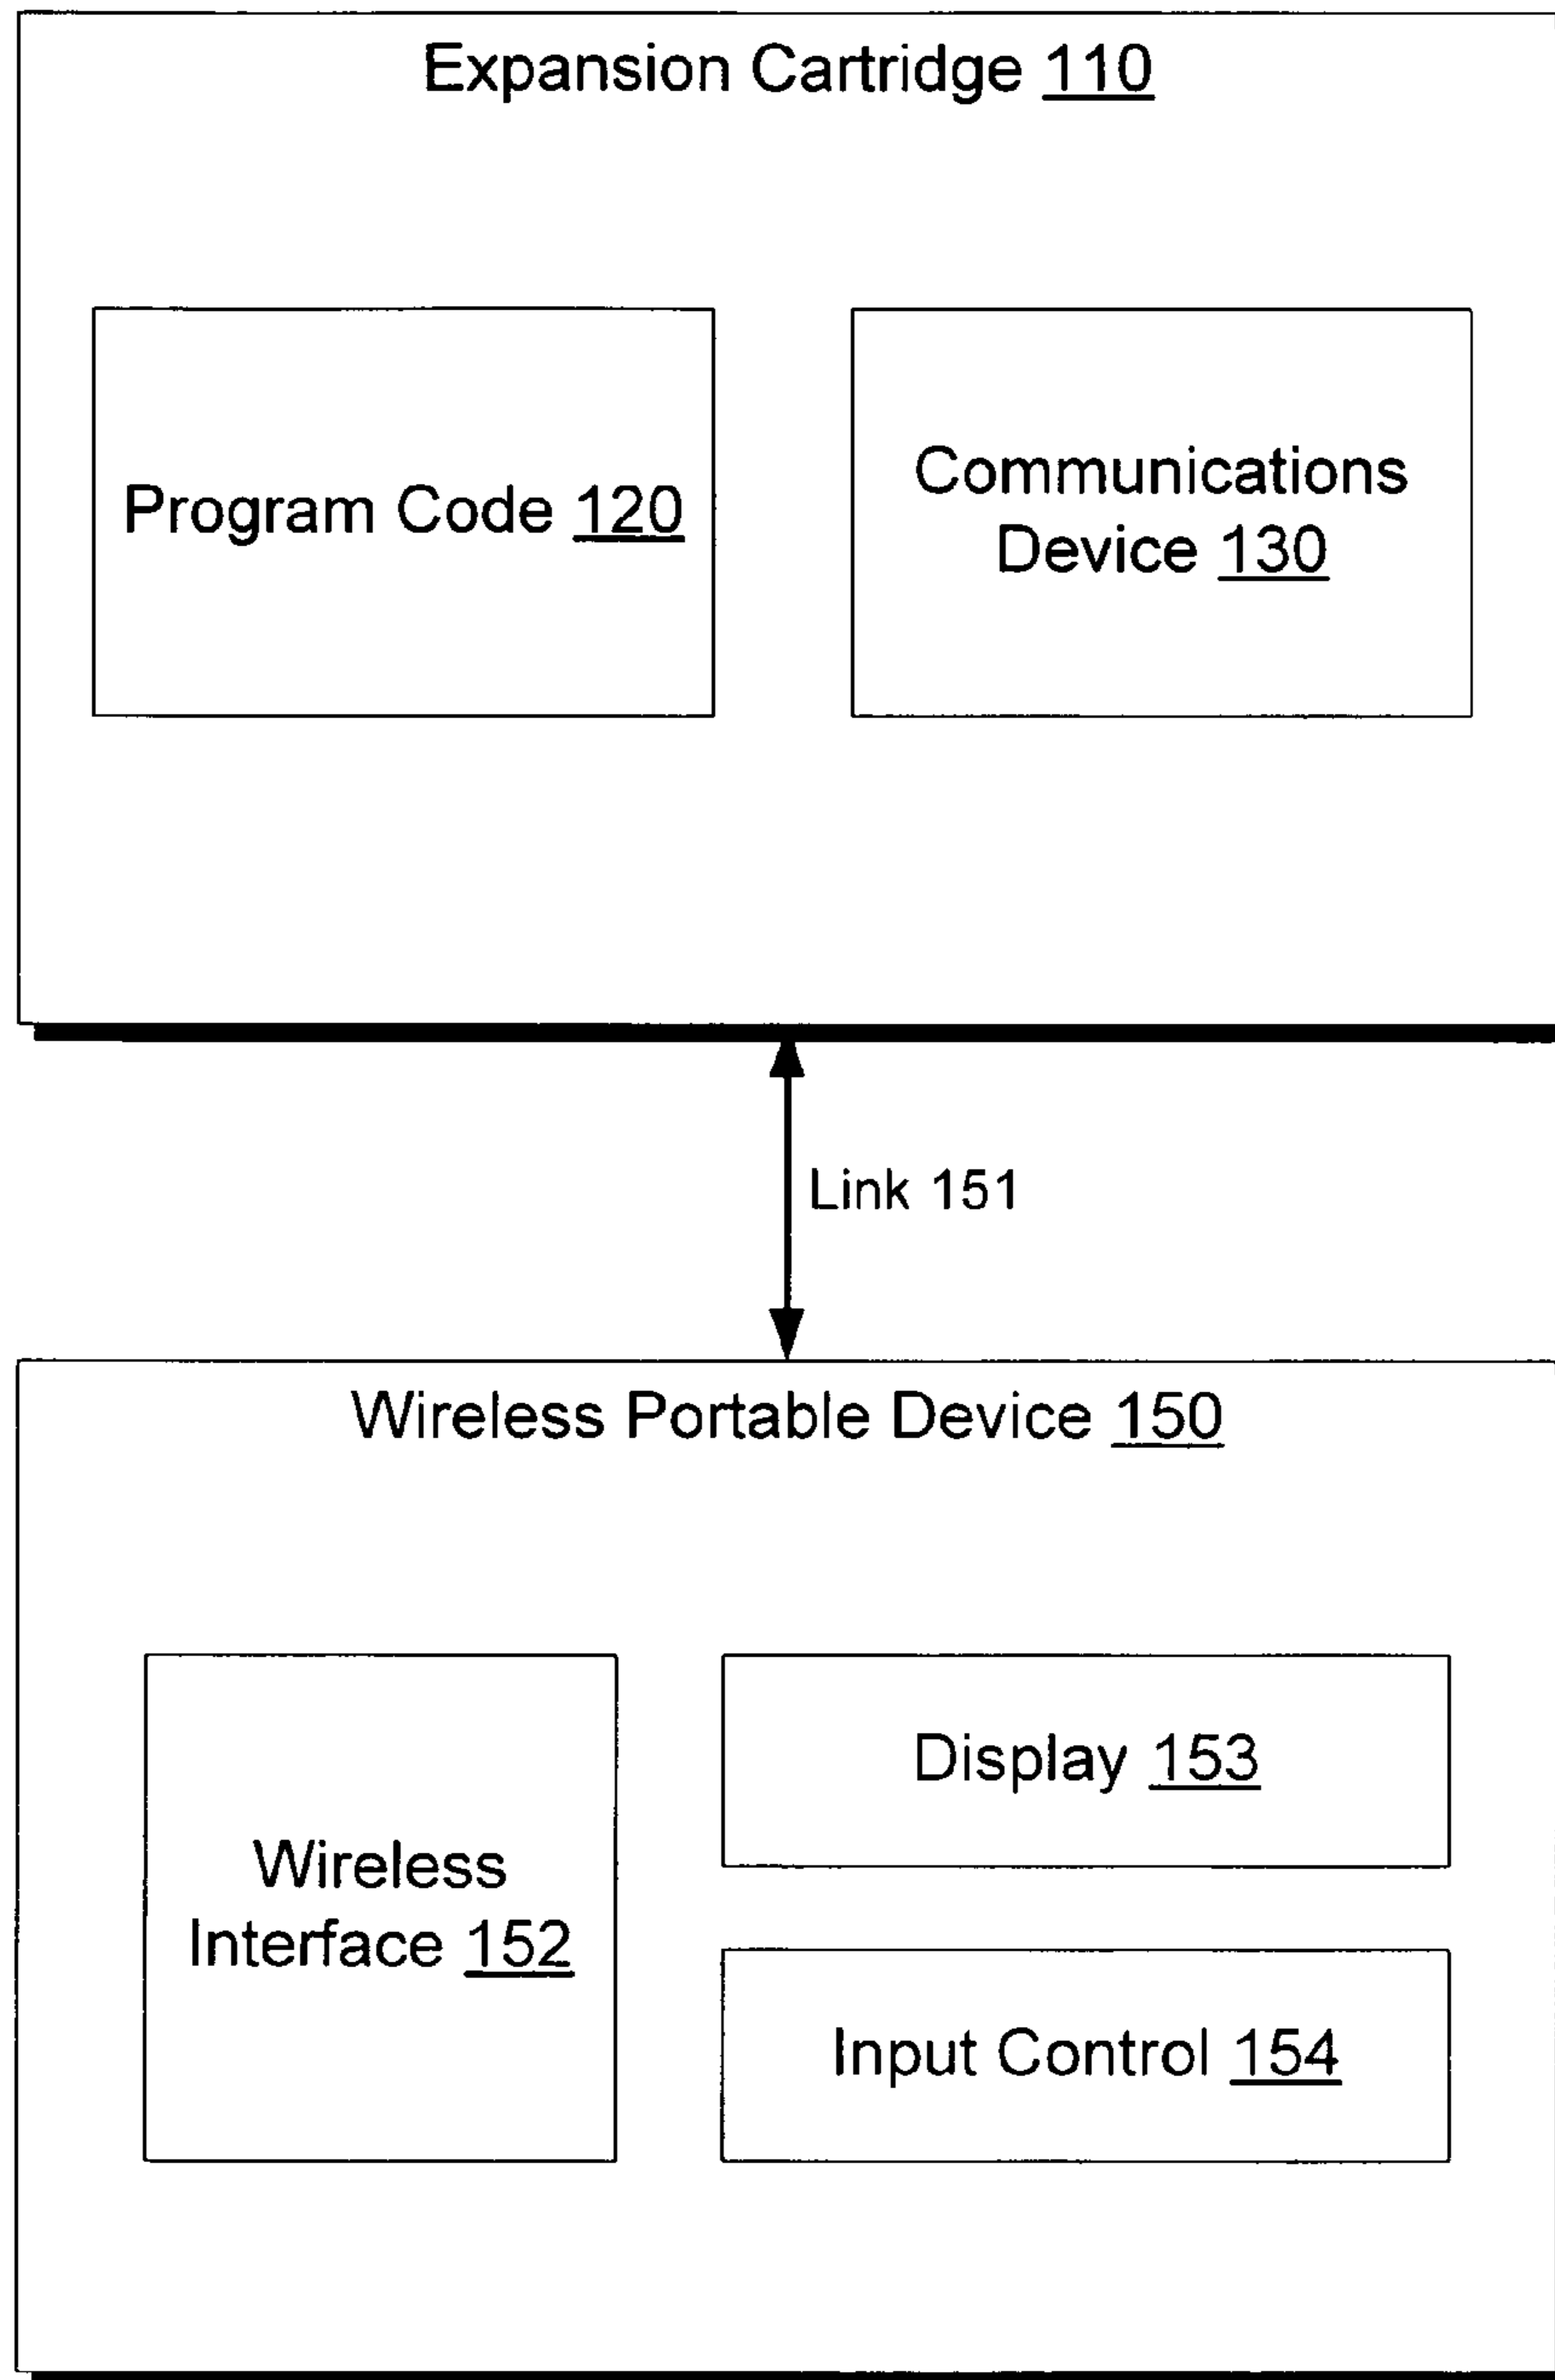 Expansion Cartridge 110
Program Code 120
Communications
Device 130
Link 151
Wireless Portable Device 150
Wireless
Interface 152
Display 153
Input Control 154